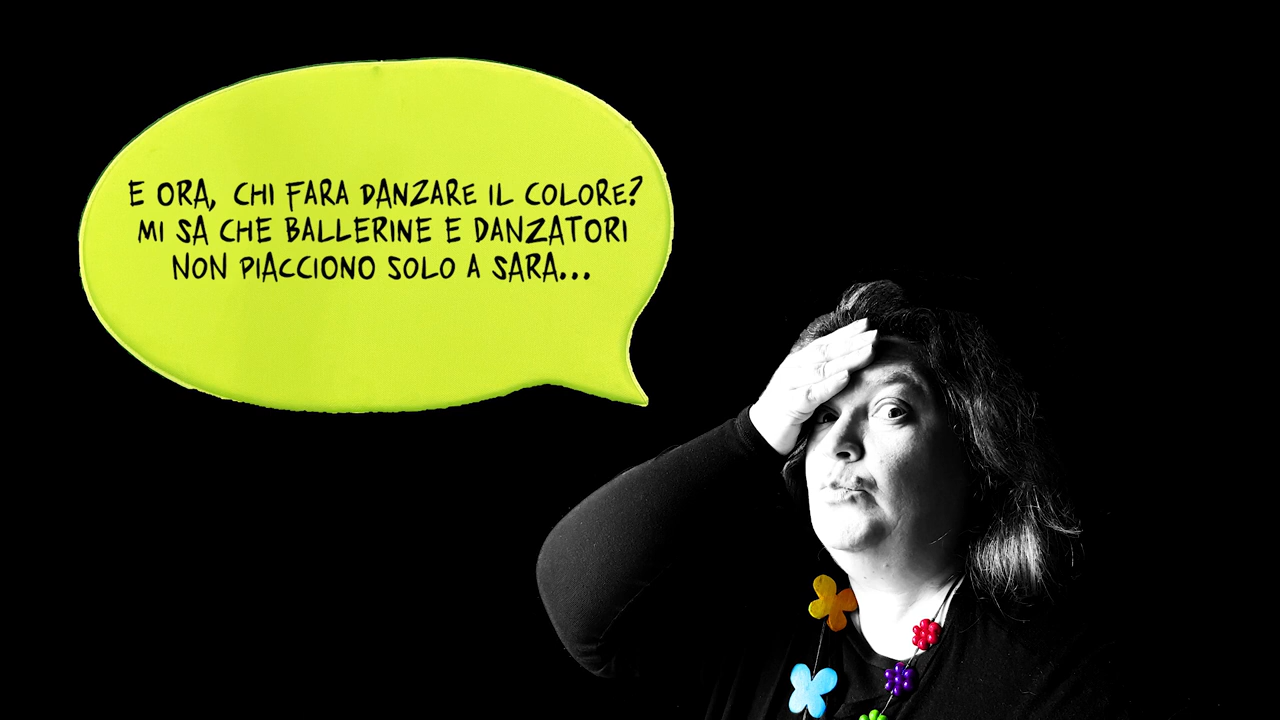 E ORA, CHI FARA DANZARE IL COLORE?
MI SA CHE BALLERINE E DANZATORI
NON PIACCIONO SOLO A SARA...